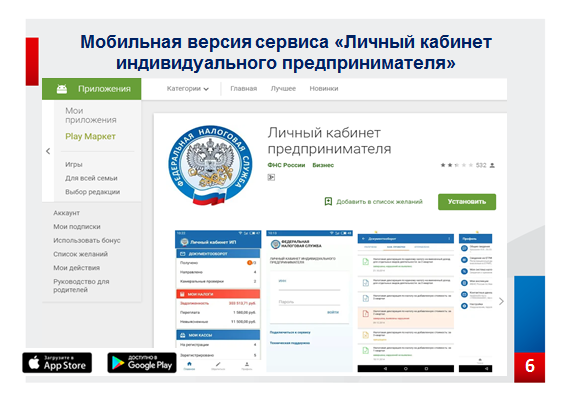 Мобильная версия сервиса «Личный кабинет
индивидуального предпринимателя»
Приложения
Категории
Главная
Лучшее
Новинки
Мои
приложения
Play Маркет
Игры
Для всей семьи
Выбор редакции
Аккаунт
Мои подписки
Использовать бонус
Список желаний
Мои действия
Руководство для
родителей
ФЕДЕРАЛЬНАЯ НАЛОГОВАЯ СЛУЖБА
Личный кабинет
предпринимателя
ФНС России Бизнес
532
Добавить в список желаний
Установить
Личный кабинет ИП
ДОКУМЕНТООБОРОТ
Получено
Направлено 4
Камеральные проверки 3
МОИ НАЛОГИ
Задолженность
Переплата
Невыясненные
МОИ КАССЫ
На регистрации 4
Зарегистрировано
ФЕДЕРАЛЬНАЯ
НАЛОГОВАЯ СЛУЖБА
ЛИЧНЫЙ КАБИНЕТ ИНДИВИДУАЛЬНОГО
ПРЕДПРИНИМАТЕЛЯ
Пароль
ВОЙТИ
Подключиться к сервису
Техническая поддержка
Документооборот
Профиль
Загрузите в
App Store
ДОСТУПНО В
Google Play
6